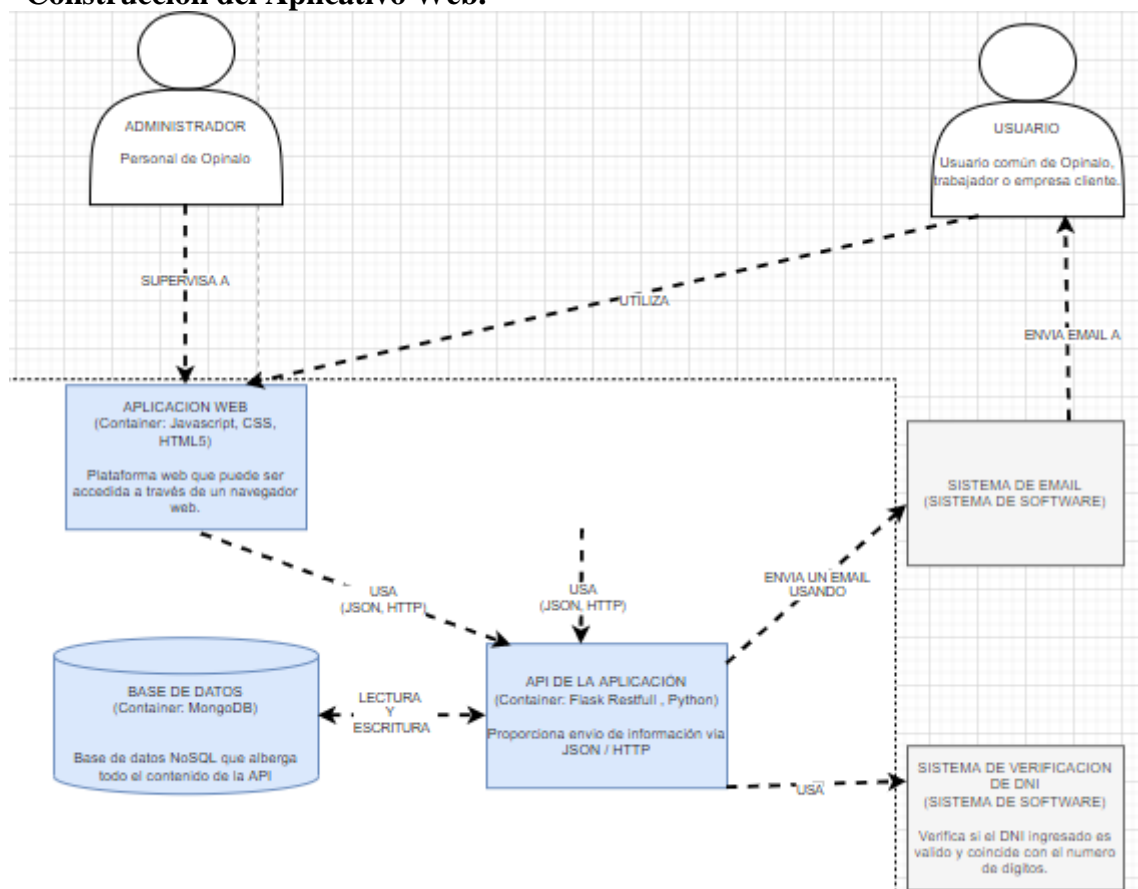 Construcción del Aplicativo Web:
ADMINISTRADOR
Personal de Opinalo
USUARIO
Usuario común de Opinalo,
trabajador o empresa cliente.
SUPERVISA A
UTILIZA
ENVIA EMAIL A
APLICACION WEB
(Container: Javascript, CSS,
HTML5)
Plataforma web que puede ser
accedida a través de un navegador
web.
SISTEMA DE EMAIL
(SISTEMA DE SOFTWARE)
USA
(JSON, HTTP)
USA
(JSON, HTTP)
ENVIA UN EMAIL
USANDO
BASE DE DATOS
(Container: MongoDB)
Base de datos NoSQL que alberga
todo el contenido de la API
LECTURA
Y
ESCRITURA
API DE LA APLICACIÓN
(Container: Flask Restfull , Python)
Proporciona envio de información via
JSON / HTTP
USA
SISTEMA DE VERIFICACION
DE DNI
(SISTEMA DE SOFTWARE)
Verifica si el DNI ingresado es
valido y coincide con el numero
de digitos.